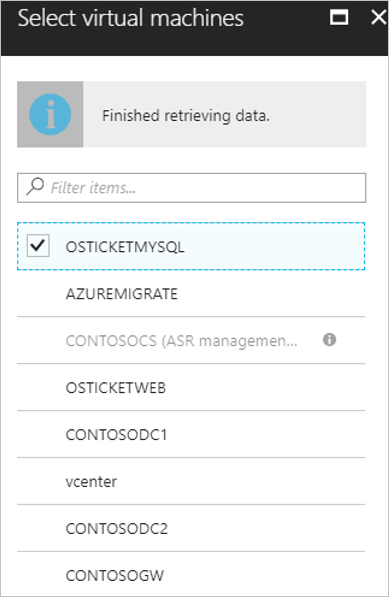 Select virtual machines
Finished retrieving data.
Filter items...
OSTICKETMYSQL
AZUREMIGRATE
CONTOSOCS (ASR managemen...
OSTICKETWEB
CONTOSODC1
vcenter
CONTOSODC2
CONTOSOGW